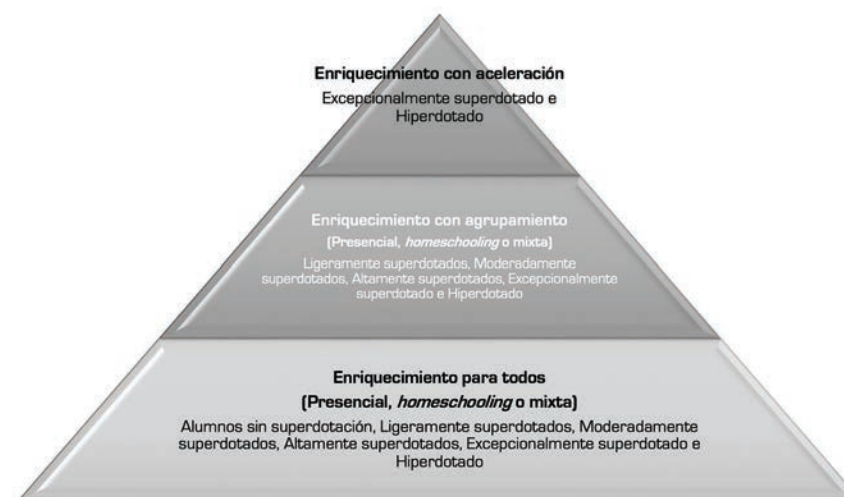 Enriquecimiento con aceleración
Excepcionalmente superdotado e
Hiperdotado
Enriquecimiento con agrupamiento
(Presencial, homeschooling o mixta)
Ligeramente superdotados, Moderadamente
superdotados, Altamente superdotados, Excepcionalmente
superdotado e Hiperdotado
Enriquecimiento para todos
(Presencial, homeschooling o mixta)
Alumnos sin superdotación, Ligeramente superdotados, Moderadamente
superdotados, Altamente superdotados, Excepcionalmente superdotado e
Hiperdotado